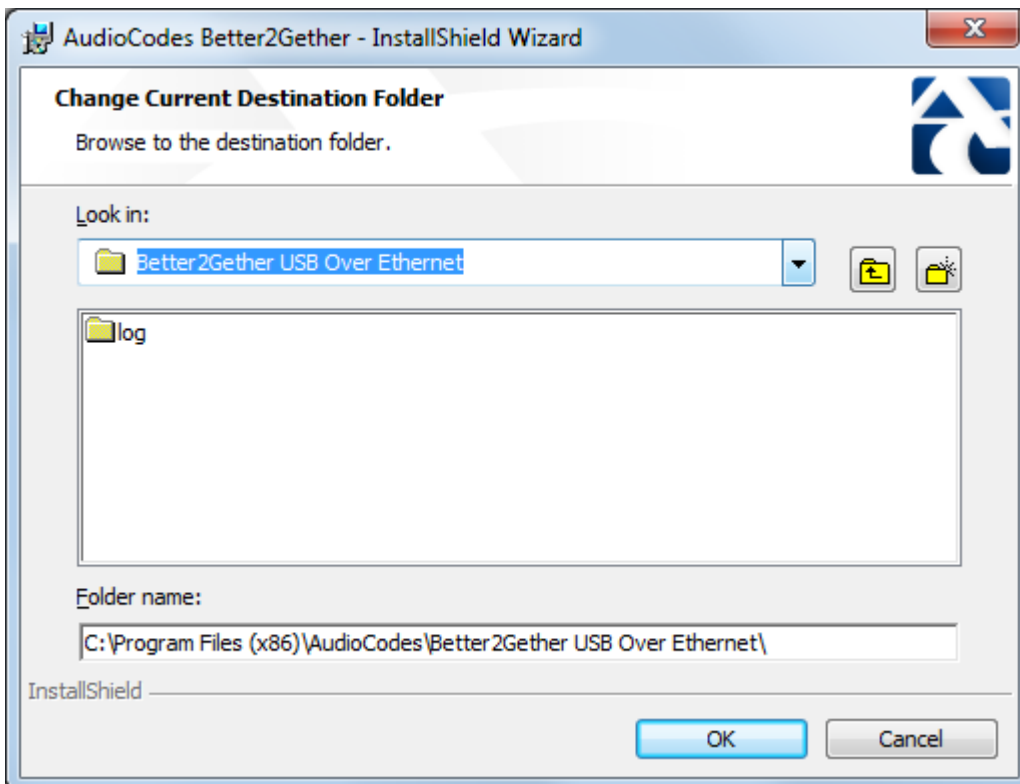 AudioCodes Better2Gether - InstallShield Wizard
Change Current Destination Folder
Browse to the destination folder.
Look in:
Better2Gether USB Over Ethernet
log
Folder name:
C:\Program Files (x86)\AudioCodes\Better2Gether USB Over Ethernet\
InstallShield
OK Cancel